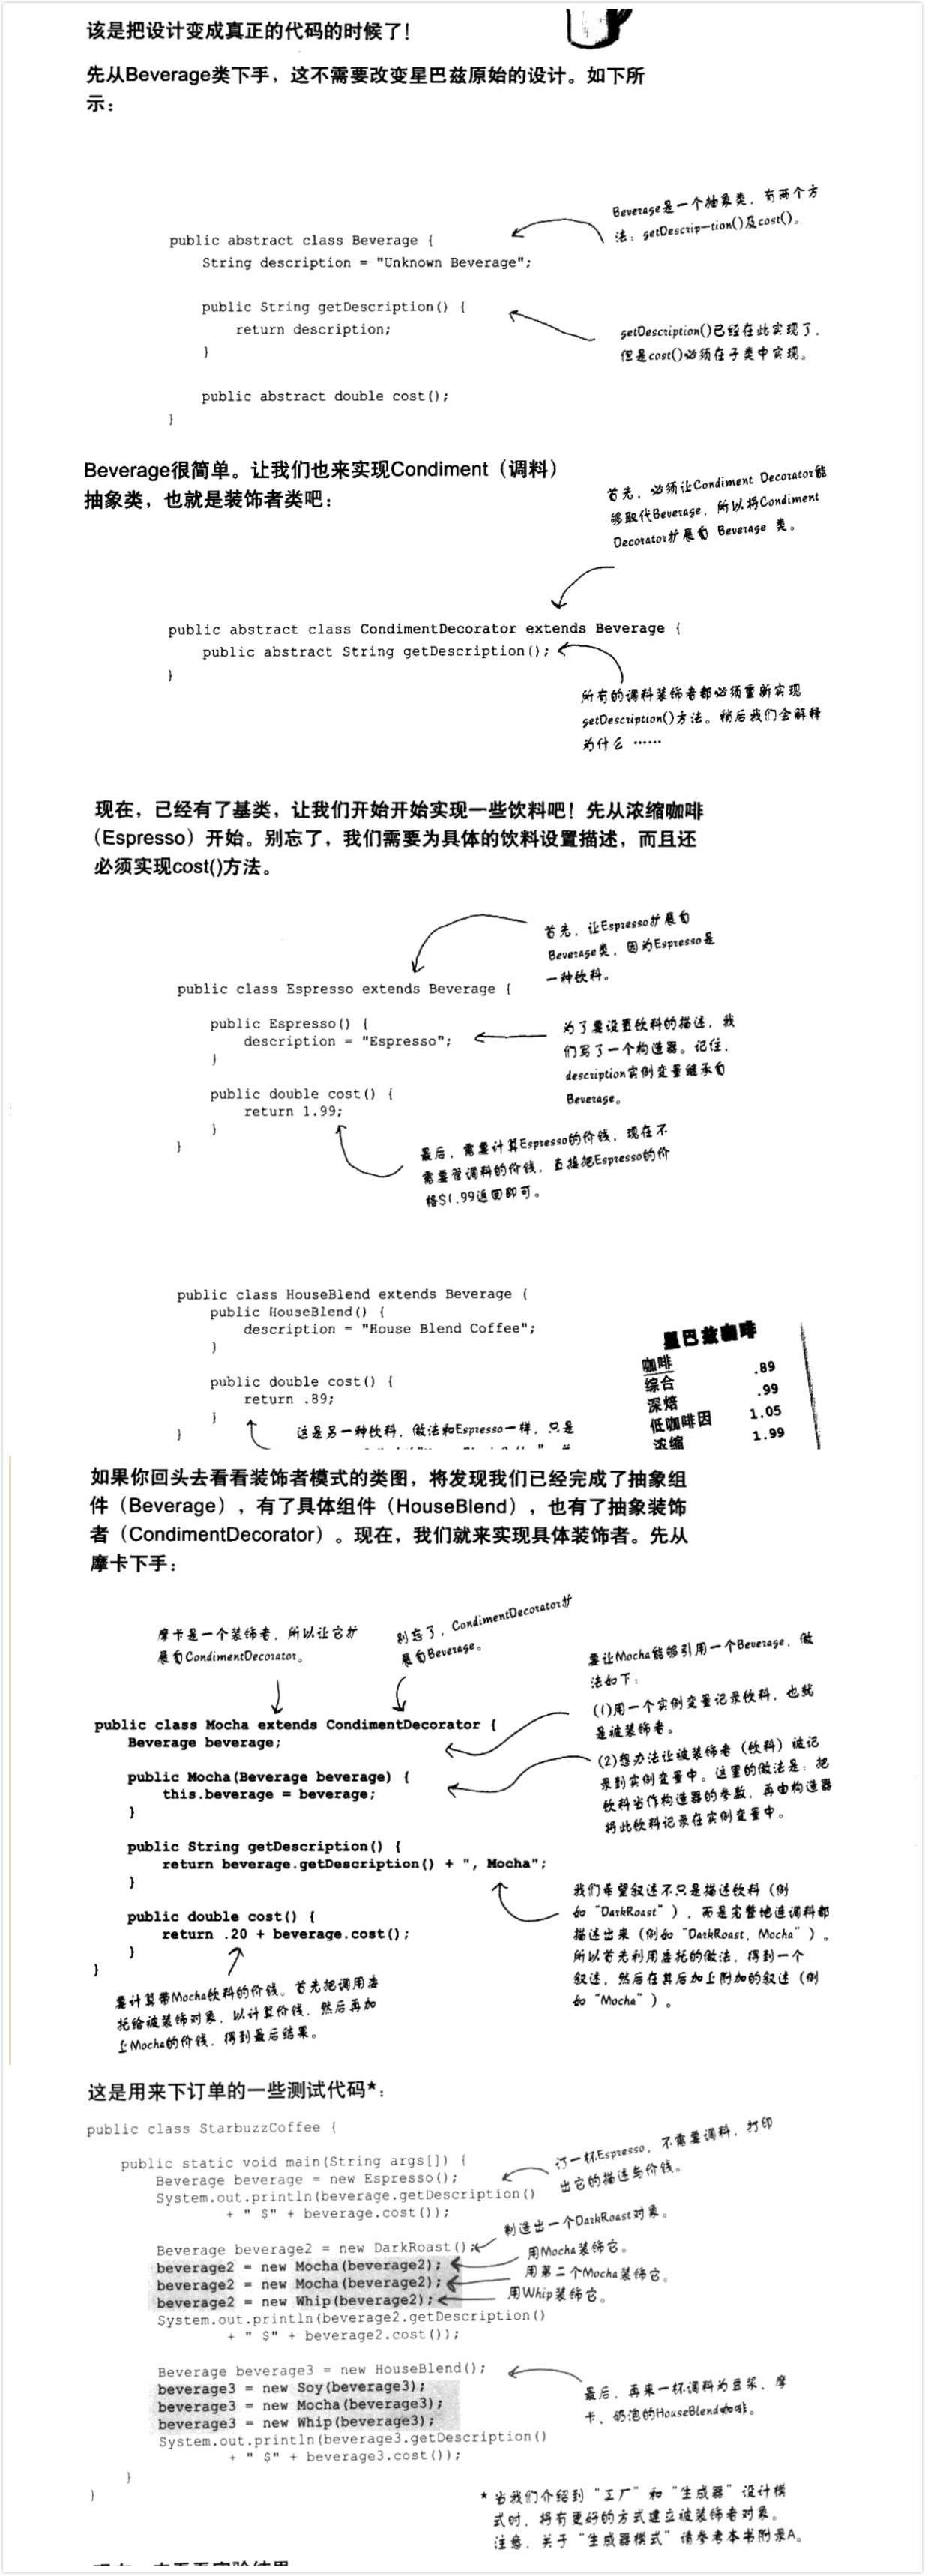 该是把设计变成真正的代码的时候了！
先从Beverage类下手，这不需要改变星巴兹原始的设计。如下所
示：
Beverage是一个抽象类，有两个方
法：getDescrip-tion()及cost()。
public abstract class Beverage {
String description = "Unknown Beverage";
public String getDescription() {
return description;
}
getDescription()已经在此实现了，
但是cost()必须在子类中实现。
public abstract double cost();
}
Beverage很简单。让我们也来实现Condiment（调料）
抽象类，也就是装饰者类吧：
首先，必须让Condiment Decorator能
够取代Beverage，所以将Condiment
Decorator扩展自 Beverage 类。
public abstract class CondimentDecorator extends Beverage {
public abstract String getDescription();
}
所有的调料装饰者都必须重新实现
getDescription()方法。稍后我们会解释
为什么 ……
现在，已经有了基类，让我们开始开始实现一些饮料吧！先从浓缩咖啡
（Espresso）开始。别忘了，我们需要为具体的饮料设置描述，而且还
必须实现cost()方法。
首先，让Espresso扩展自
Beverage类，因为Espresso是
一种饮料。
public class Espresso extends Beverage {
public Espresso() {
description = "Espresso";
}
为了要设置饮料的描述，我
们写了一个构造器。记住，
description实例变量继承自
Beverage。
public double cost() {
return 1.99;
}
}
最后，需要计算Espresso的价钱，现在不
需要管调料的价钱，直接把Espresso的价
格$1.99返回即可。
public class HouseBlend extends Beverage {
public HouseBlend() {
description = "House Blend Coffee";
}
public double cost() {
return .89;
}
}
这是另一种饮料，做法和Espresso一样，只是
星巴兹咖啡
咖啡
综合 .89
深焙 .99
低咖啡因 1.05
浓缩 1.99
如果你回头去看看装饰者模式的类图，将发现我们已经完成了抽象组
件（Beverage），有了具体组件（HouseBlend），也有了抽象装饰
者（CondimentDecorator）。现在，我们就来实现具体装饰者。先从
摩卡下手：
摩卡是一个装饰者，所以让它扩
展自CondimentDecorator。
别忘了，CondimentDecorator扩
展自Beverage。
要让Mocha能够引用一个Beverage，做
法如下：
(1)用一个实例变量记录饮料，也就
是被装饰者。
(2)想办法让被装饰者（饮料）被记
录到实例变量中。这里的做法是：把
饮料当作构造器的参数，再由构造器
将此饮料记录在实例变量中。
public class Mocha extends CondimentDecorator {
Beverage beverage;
public Mocha(Beverage beverage) {
this.beverage = beverage;
}
public String getDescription() {
return beverage.getDescription() + ", Mocha";
}
public double cost() {
return .20 + beverage.cost();
}
}
我们希望叙述不只是描述饮料（例
如“DarkRoast”），而是完整地连调料都
描述出来（例如“DarkRoast，Mocha”）。
所以首先利用委托的做法，得到一个
叙述，然后在其后加上附加的叙述（例
如“Mocha”）。
要计算带Mocha饮料的价钱。首先把调用委
托给被装饰对象，以计算价钱，然后再加
上Mocha的价钱，得到最后结果。
这是用来下订单的一些测试代码★：
public class StarbuzzCoffee {
public static void main(String args[]) {
Beverage beverage = new Espresso();
System.out.println(beverage.getDescription()
+ " $" + beverage.cost());
订一杯Espresso，不需要调料，打印
出它的描述与价钱。
Beverage beverage2 = new DarkRoast();
beverage2 = new Mocha(beverage2);
beverage2 = new Mocha(beverage2);
beverage2 = new Whip(beverage2);
System.out.println(beverage2.getDescription()
+ " $" + beverage2.cost());
制造出一个DarkRoast对象。
用Mocha装饰它。
用第二个Mocha装饰它。
用Whip装饰它。
Beverage beverage3 = new HouseBlend();
beverage3 = new Soy(beverage3);
beverage3 = new Mocha(beverage3);
beverage3 = new Whip(beverage3);
System.out.println(beverage3.getDescription()
+ " $" + beverage3.cost());
}
}
最后，再来一杯调料为豆浆、摩
卡、奶泡的HouseBlend咖啡。
★ 当我们介绍到“工厂”和“生成器”设计模
式时，将有更好的方式建立被装饰者对象。
注意，关于“生成器模式”请参考本书附录A。